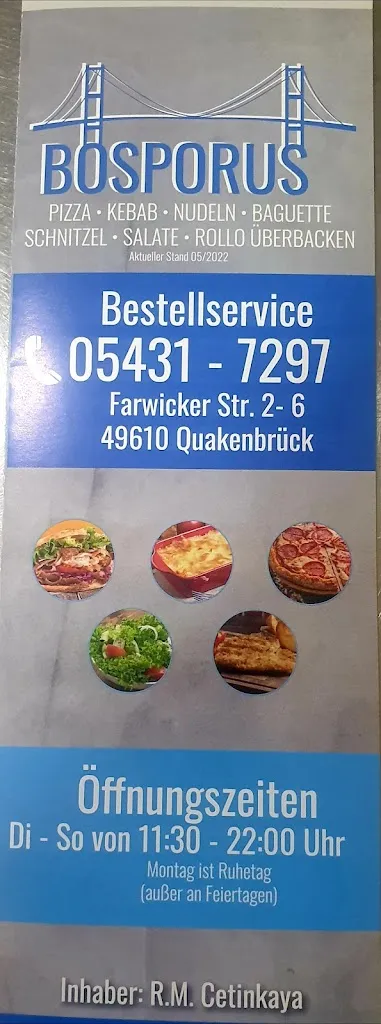 BOSPORUS
PIZZA • KEBAB • NUDELN • BAGUETTE
SCHNITZEL • SALATE • ROLLO ÜBERBACKEN
Aktueller Stand 05/2022
Bestellservice
05431 - 7297
Farwicker Str. 2- 6
49610 Quakenbrück
Öffnungszeiten
Di - So von 11:30 - 22:00 Uhr
Montag ist Ruhetag
(außer an Feiertagen)
Inhaber: R.M. Cetinkaya